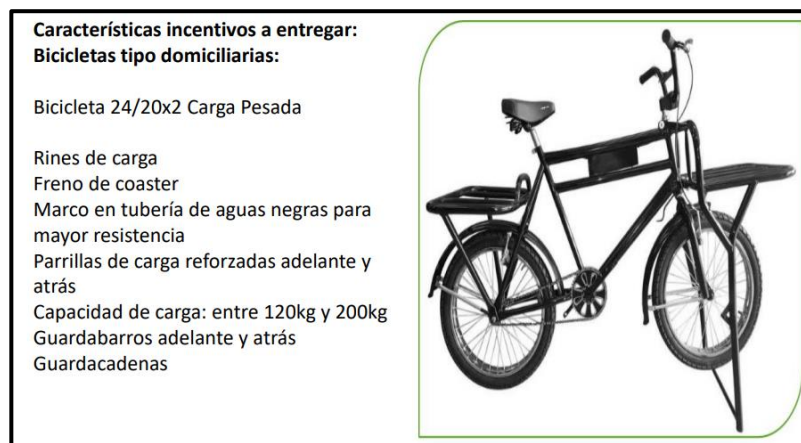 Características incentivos a entregar:
Bicicletas tipo domiciliarias:
Bicicleta 24/20x2 Carga Pesada
Rines de carga
Freno de coaster
Marco en tubería de aguas negras para
mayor resistencia
Parrillas de carga reforzadas adelante y
atrás
Capacidad de carga: entre 120kg y 200kg
Guardabarros adelante y atrás
Guardacadenas